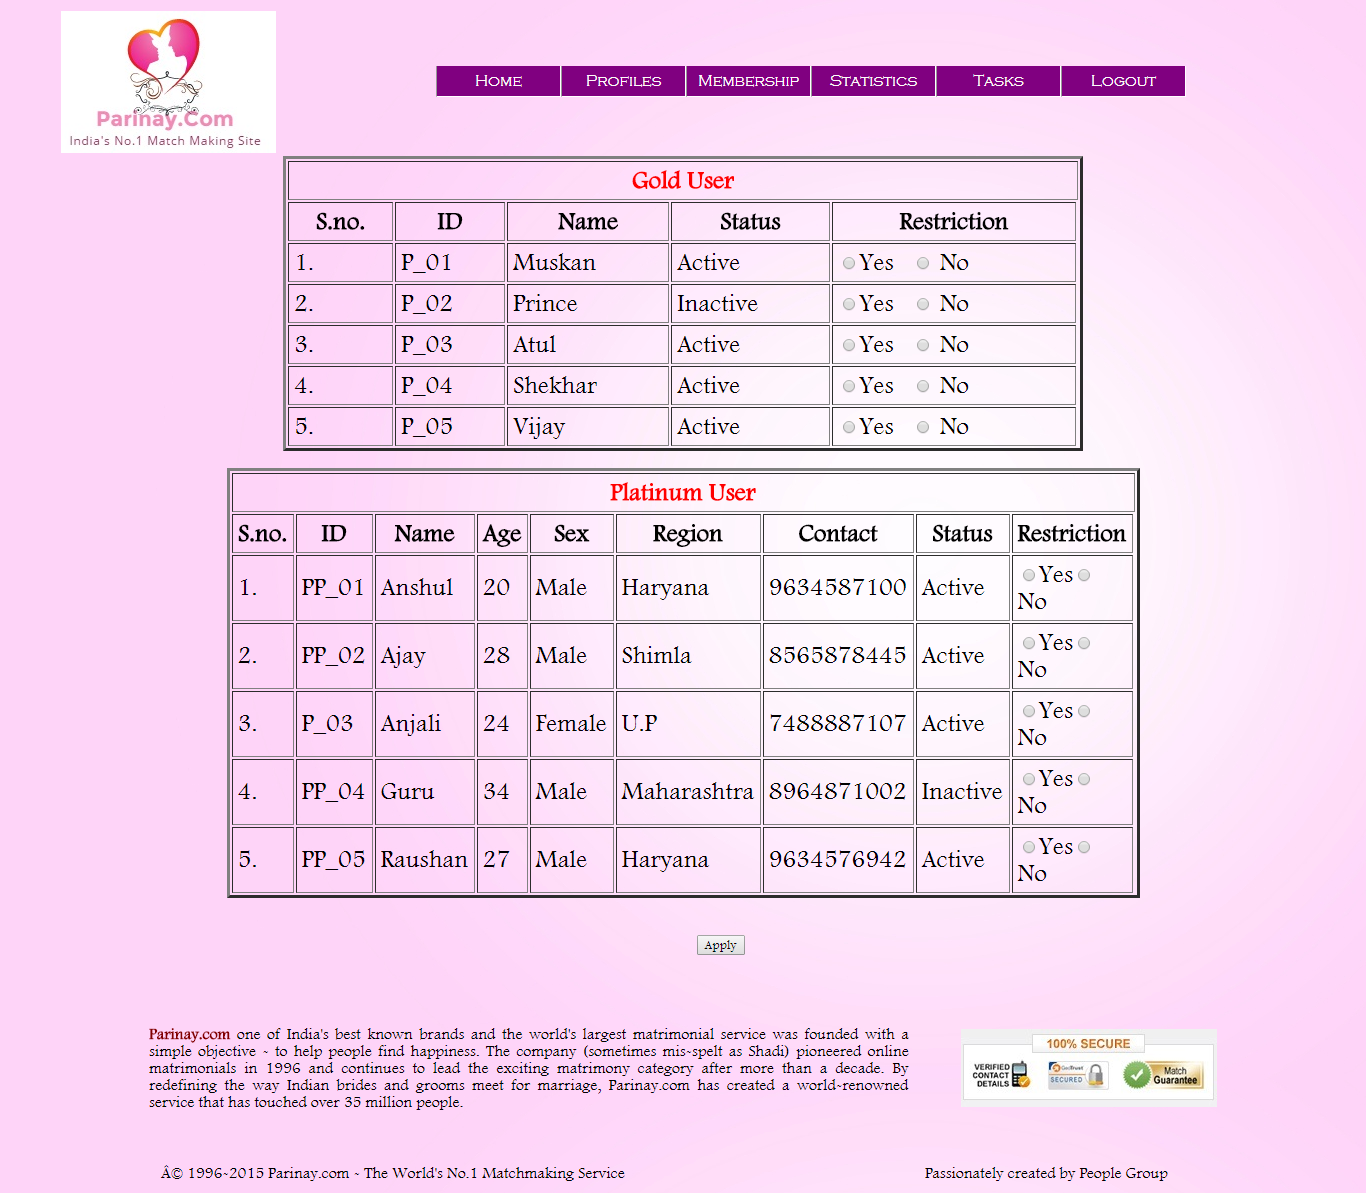 Parinay.Com
India's No.1 Match Making Site
Home Profiles Membership Statistics Tasks Logout
Gold User
S.no. ID Name Status Restriction
1. P_01 Muskan Active Yes No
2. P_02 Prince Inactive Yes No
3. P_03 Atul Active Yes No
4. P_04 Shekhar Active Yes No
5. P_05 Vijay Active Yes No
Platinum User
S.no. ID Name Age Sex Region Contact Status Restriction
1. PP_01 Anshul 20 Male Haryana 9634587100 Active Yes
No
2. PP_02 Ajay 28 Male Shimla 8565878445 Active Yes
No
3. P_03 Anjali 24 Female U.P 7488887107 Active Yes
No
4. PP_04 Guru 34 Male Maharashtra 8964871002 Inactive Yes
No
5. PP_05 Raushan 27 Male Haryana 9634576942 Active Yes
No
Apply
Parinay.com one of India's best known brands and the world's largest matrimonial service was founded with a
simple objective - to help people find happiness. The company (sometimes mis-spelt as Shadi) pioneered online
matrimonials in 1996 and continues to lead the exciting matrimony category after more than a decade. By
redefining the way Indian brides and grooms meet for marriage, Parinay.com has created a world-renowned
service that has touched over 35 million people.
100% SECURE
VERIFIED
CONTACT
DETAILS
GeoTrust
SECURED
Match
Guarantee
Â© 1996-2015 Parinay.com - The World's No.1 Matchmaking Service
Passionately created by People Group